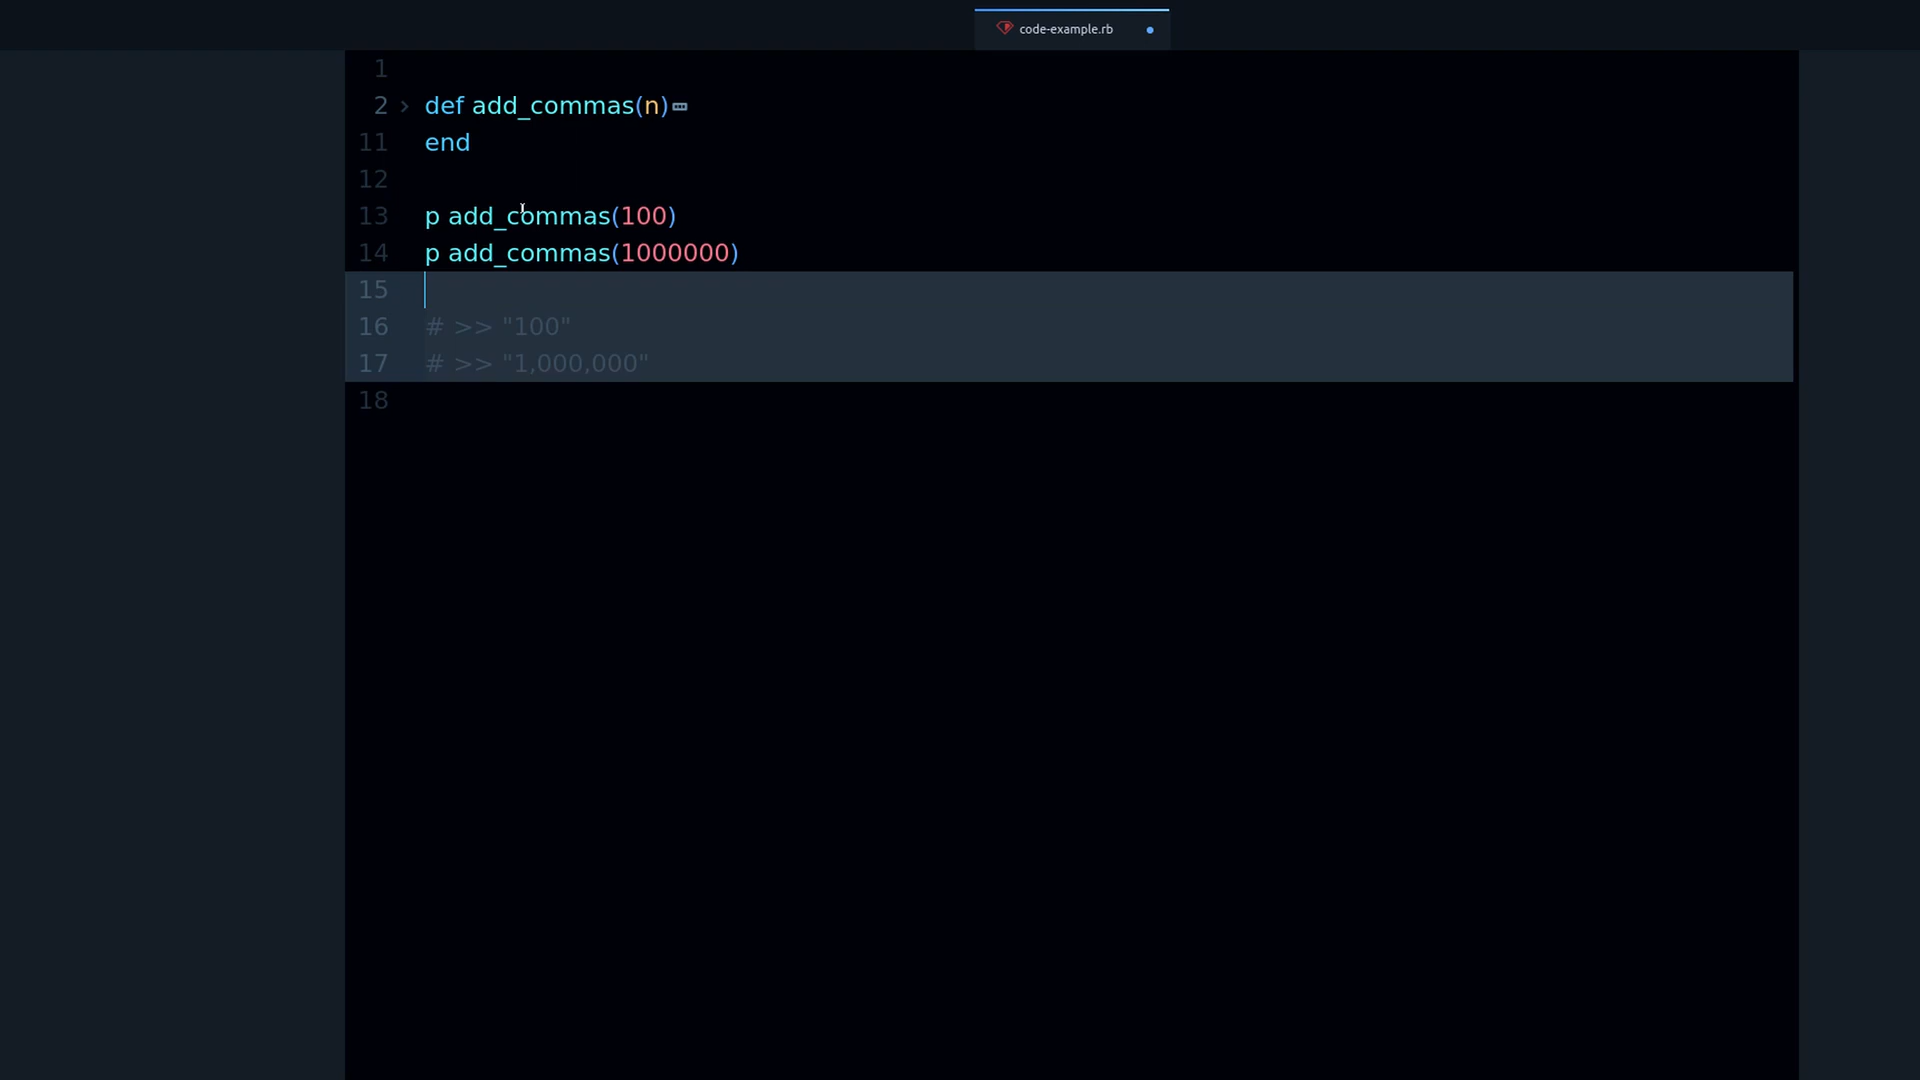 code-example.rb
1
2 def add_commas(n)
11 end
12
13 p add_commas(100)
14 p add_commas(1000000)
15
16 # >> "100"
17 # >> "1,000,000"
18